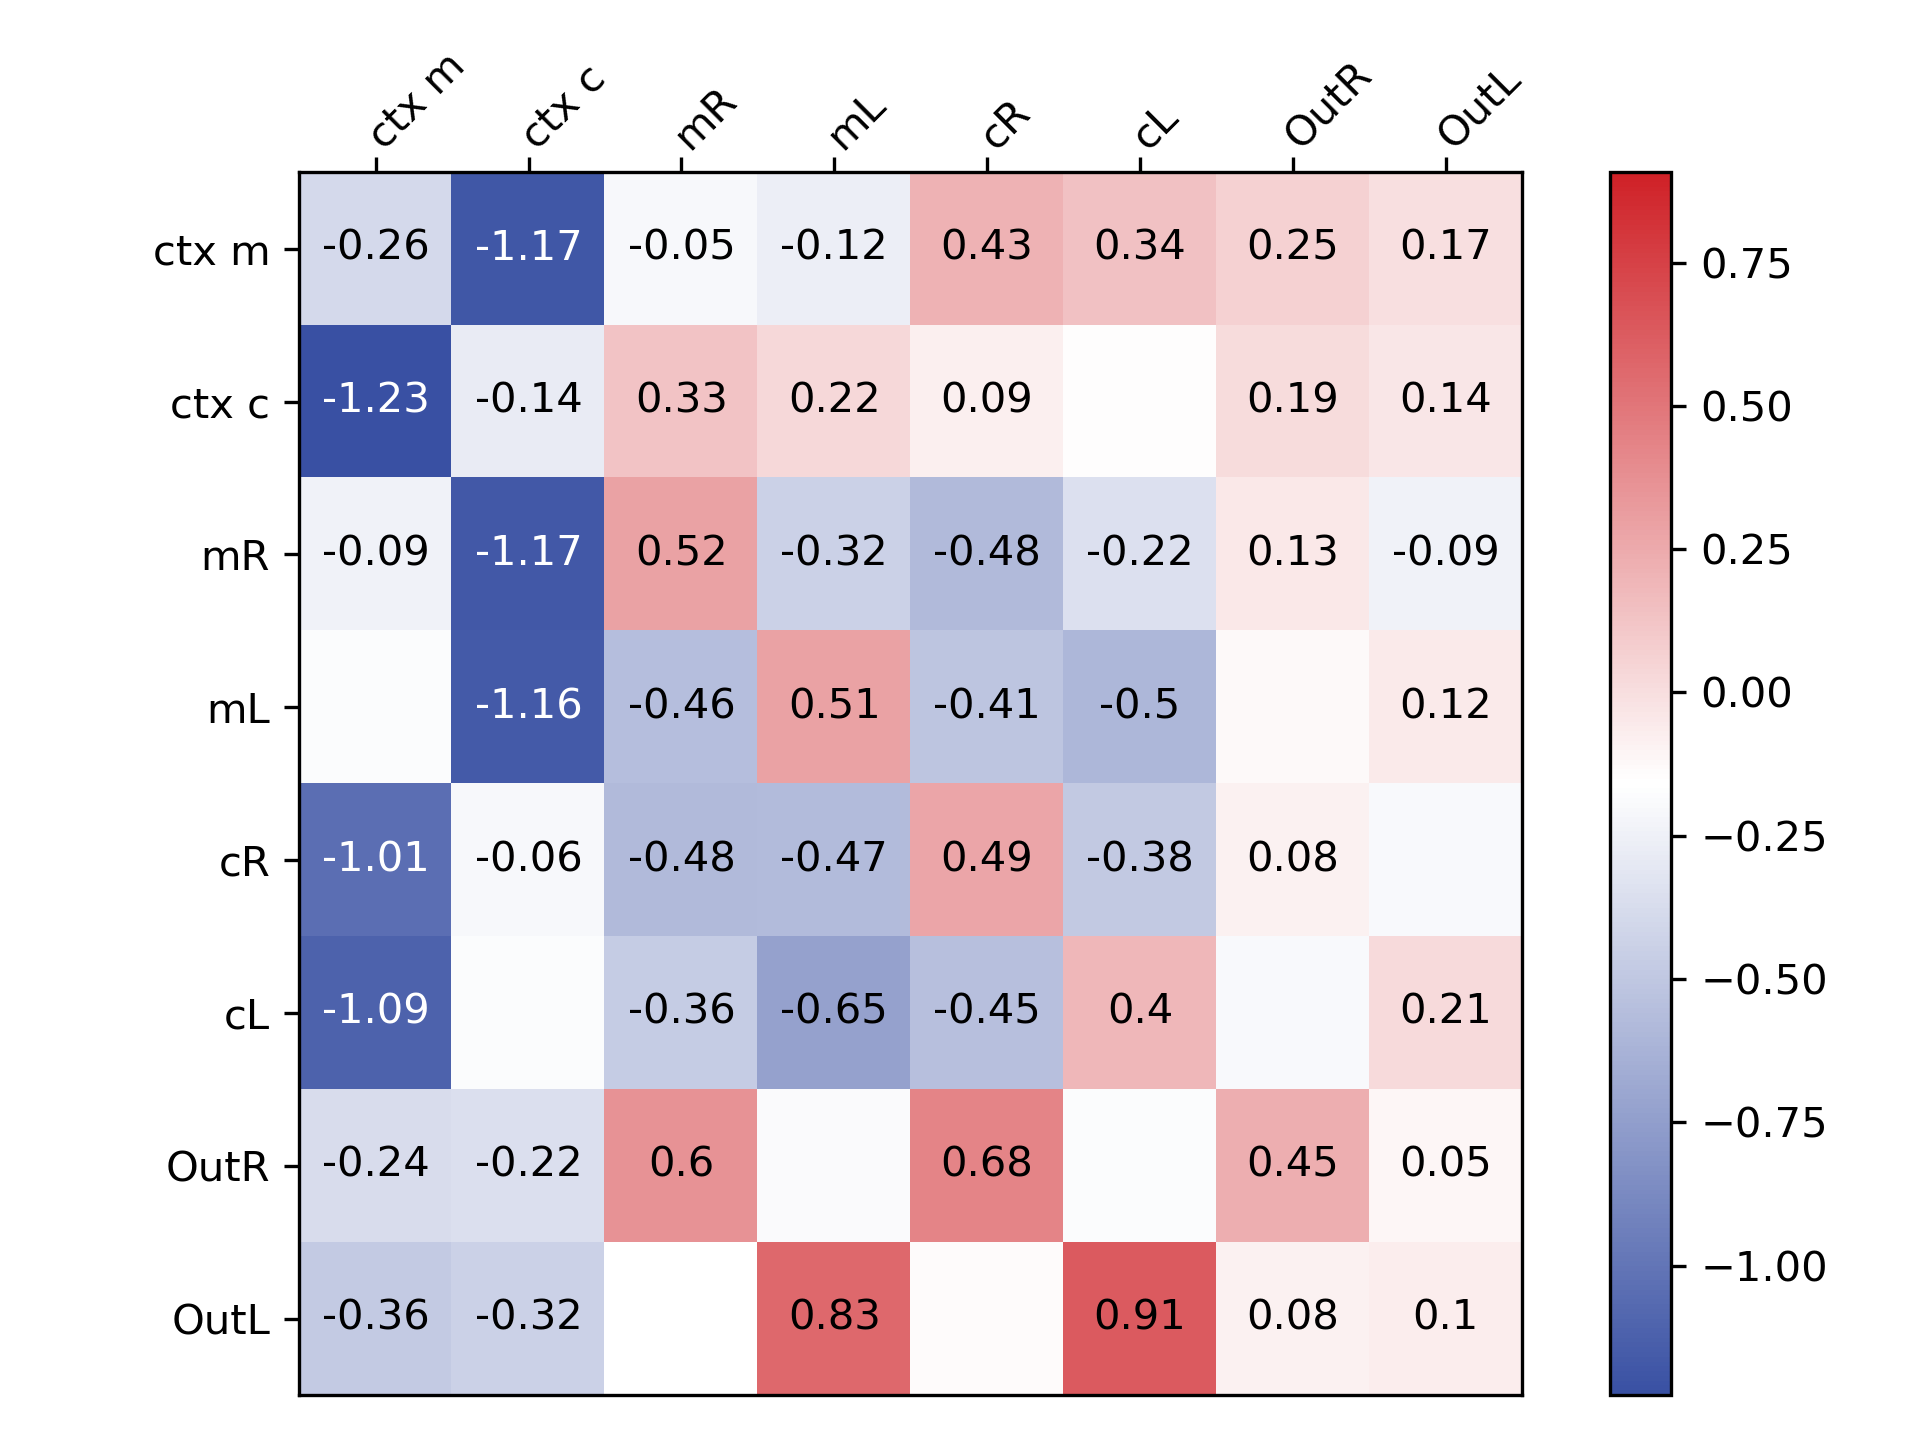 ctx m ctx c mR mL cR cL OutR OutL
ctx m -0.26 -1.17 -0.05 -0.12 0.43 0.34 0.25 0.17
ctx c -1.23 -0.14 0.33 0.22 0.09 0.19 0.14
mR -0.09 -1.17 0.52 -0.32 -0.48 -0.22 0.13 -0.09
mL -1.16 -0.46 0.51 -0.41 -0.5 0.12
cR -1.01 -0.06 -0.48 -0.47 0.49 -0.38 0.08
cL -1.09 -0.36 -0.65 -0.45 0.4 0.21
OutR -0.24 -0.22 0.6 0.68 0.45 0.05
OutL -0.36 -0.32 0.83 0.91 0.08 0.1
0.75
0.50
0.25
0.00
−0.25
−0.50
−0.75
−1.00